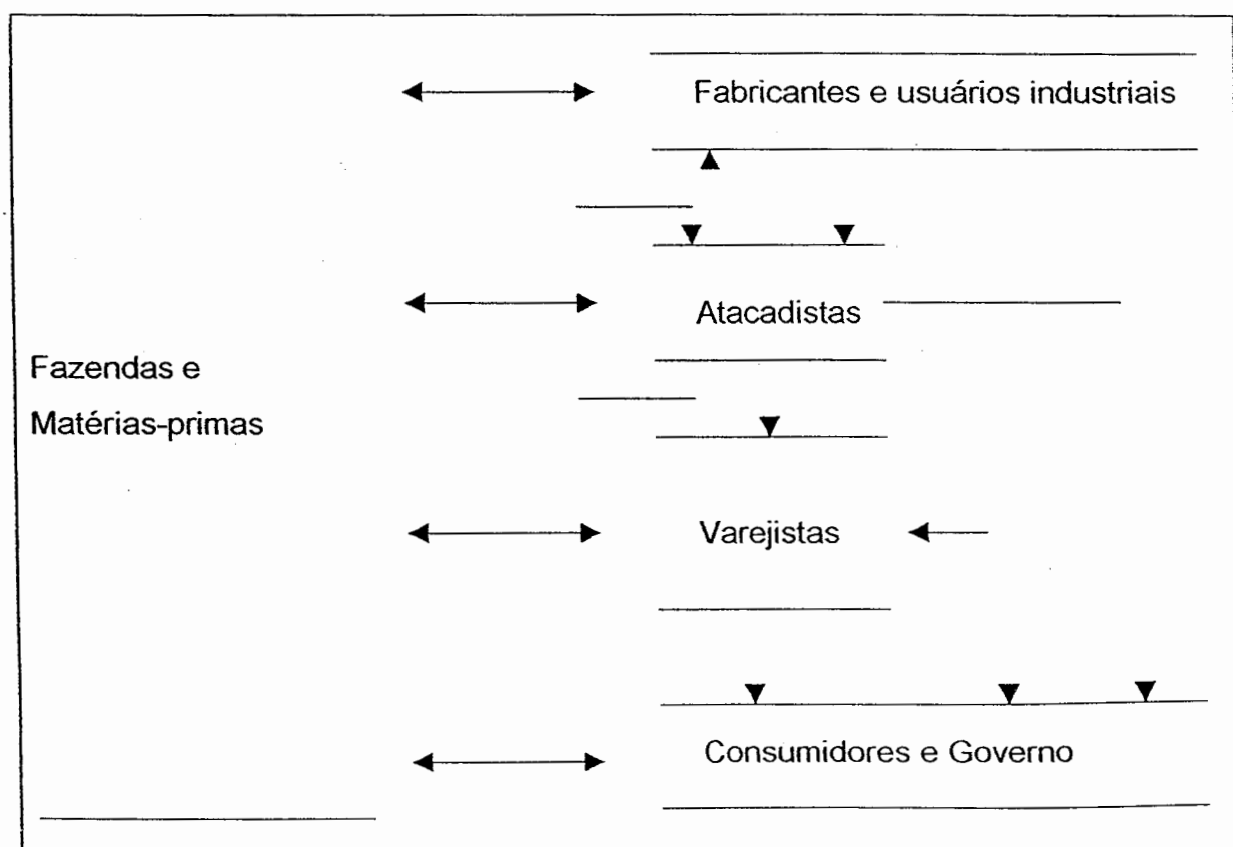 Fabricantes e usuários industriais
Atacadistas
Fazendas e
Matérias-primas
Varejistas
Consumidores e Governo